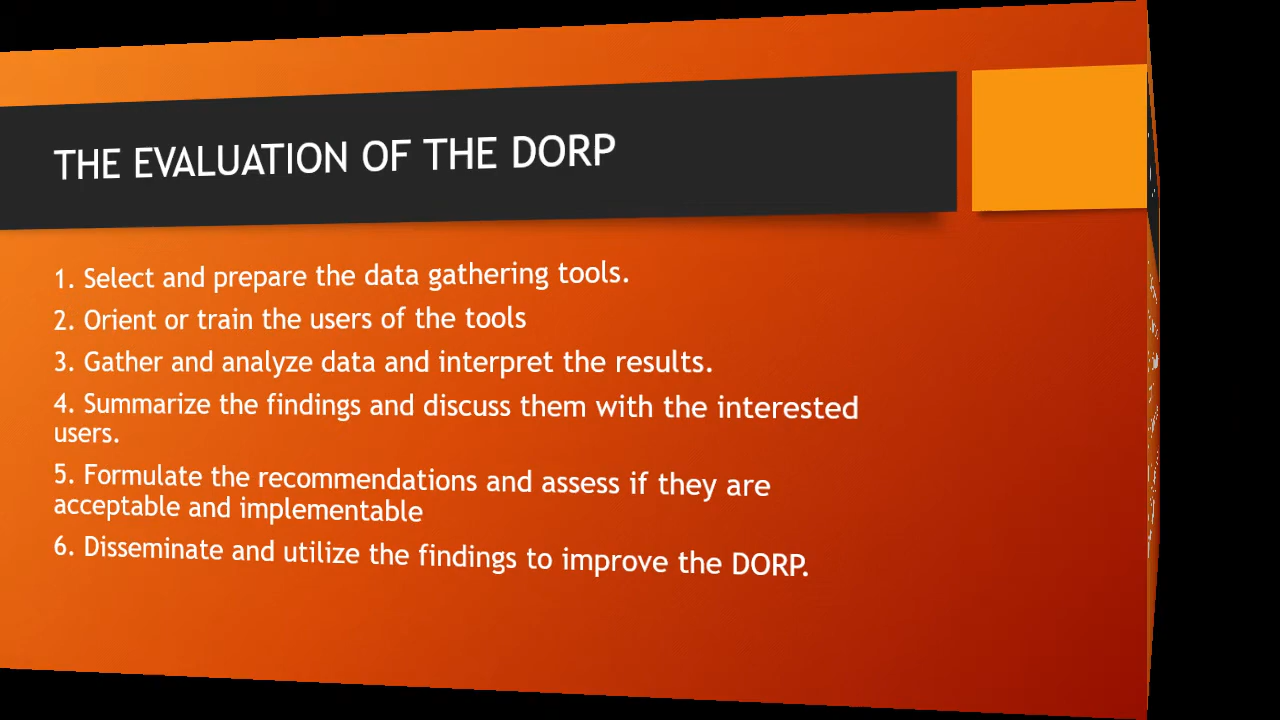 THE EVALUATION OF THE DORP
1. Select and prepare the data gathering tools.
2. Orient or train the users of the tools
3. Gather and analyze data and interpret the results.
4. Summarize the findings and discuss them with the interested
users.
5. Formulate the recommendations and assess if they are
acceptable and implementable
6. Disseminate and utilize the findings to improve the DORP.